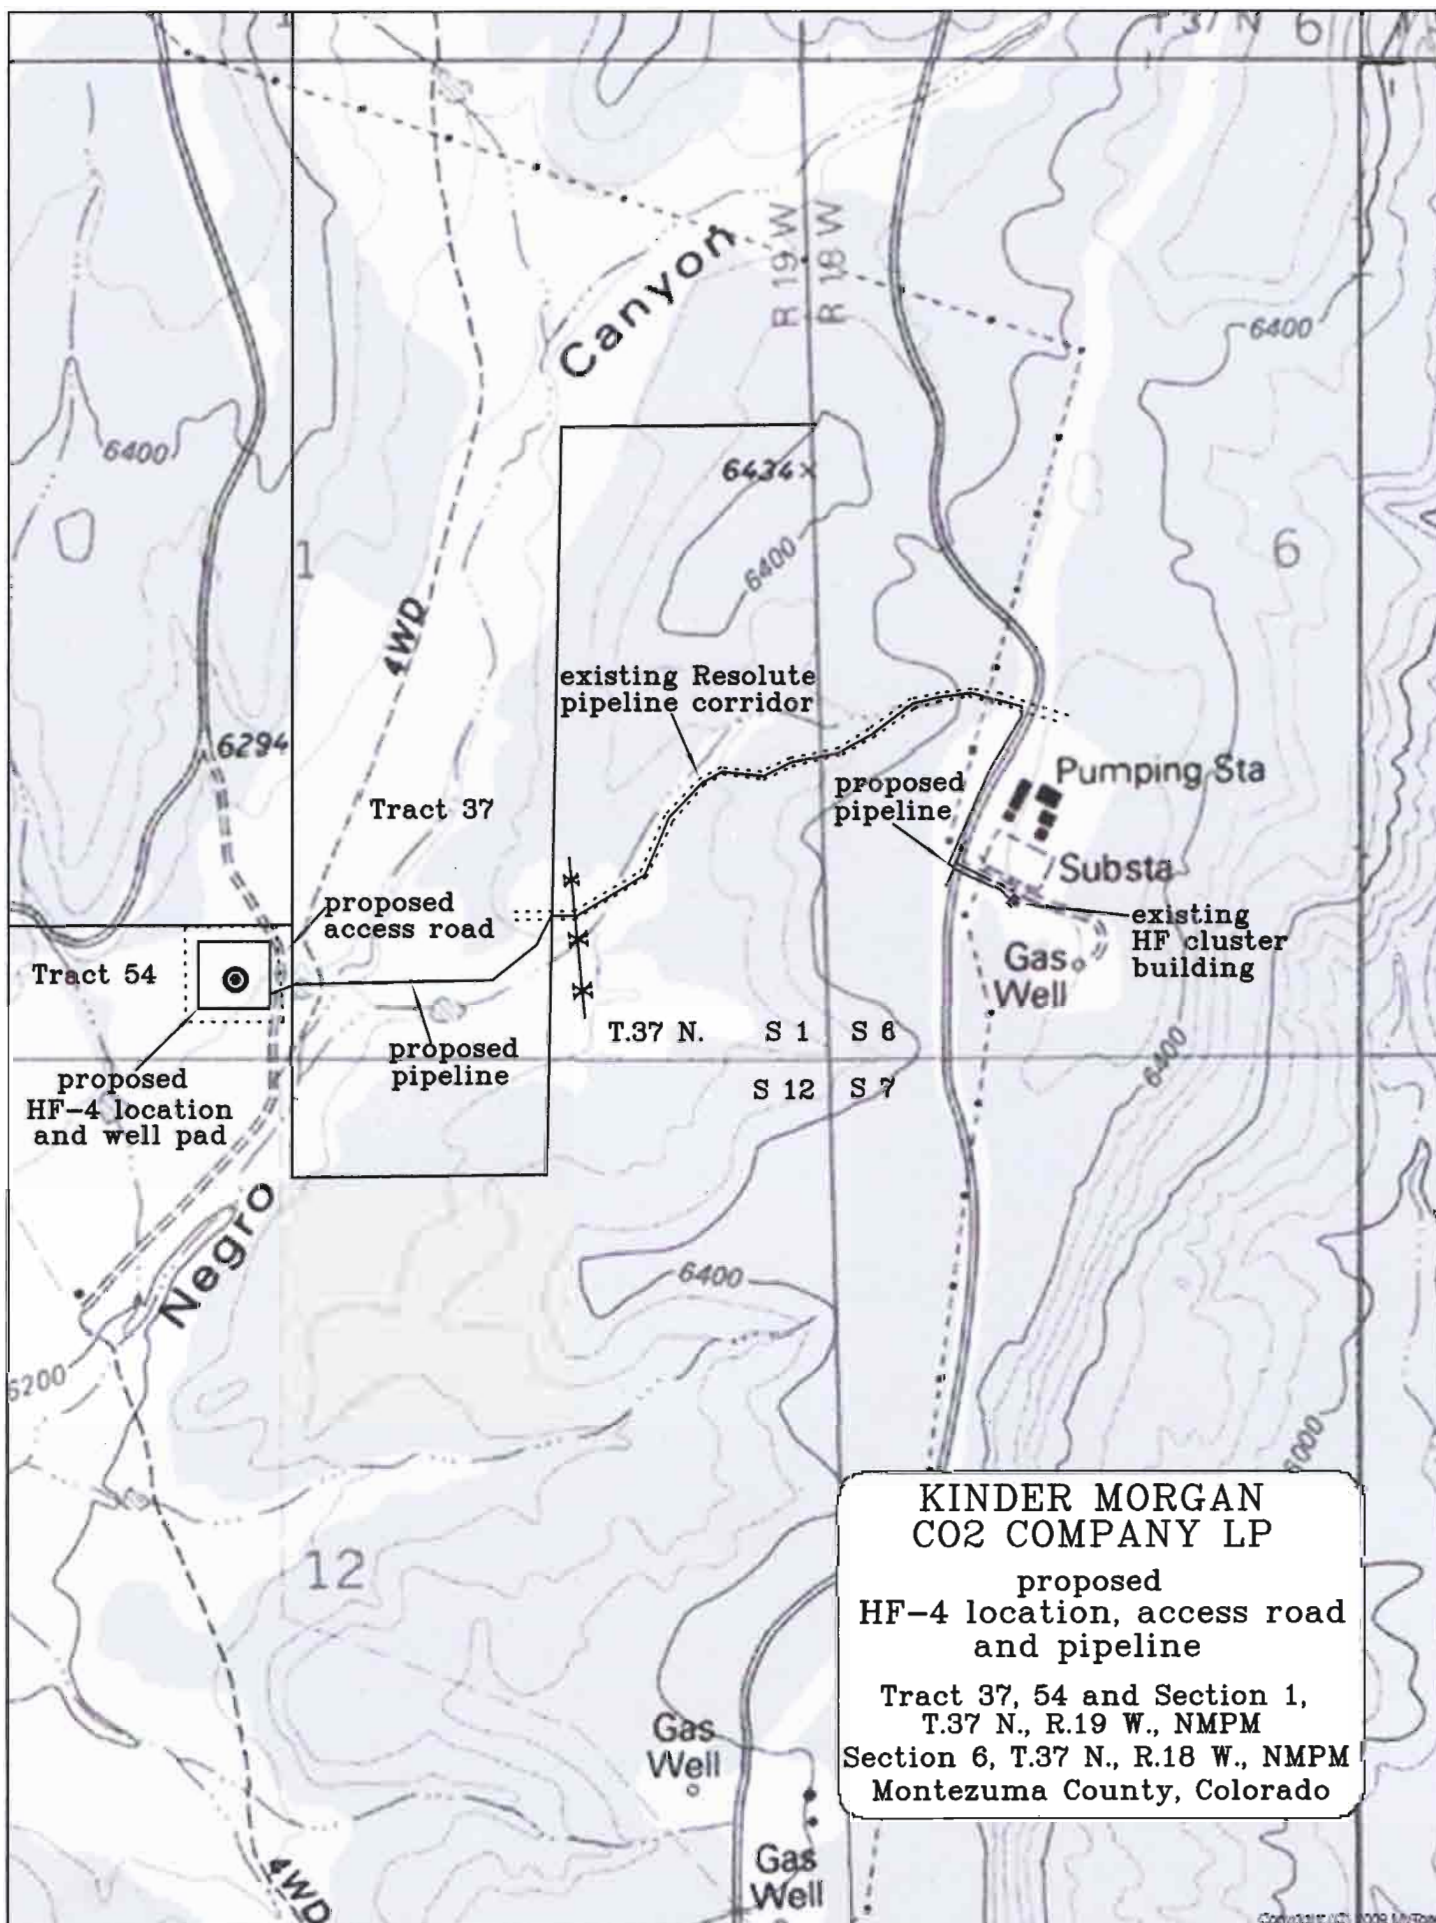 6
R 19 W
R 18 W
Canyon
6400
6400
6434×
6400
1
6
4WD
existing Resolute
pipeline corridor
6294
Pumping Sta
proposed
pipeline
Tract 37
Substa
proposed
access road
existing
HF cluster
building
Tract 54
Gas
Well
T.37 N.
S 1
S 6
proposed
pipeline
6400
proposed
HF-4 location
and well pad
S 12
S 7
Negro
6400
6200
6000
12
KINDER MORGAN
CO2 COMPANY LP
proposed
HF-4 location, access road
and pipeline
Tract 37, 54 and Section 1,
T.37 N., R.19 W., NMPM
Section 6, T.37 N., R.18 W., NMPM
Montezuma County, Colorado
Gas
Well
Gas
Well
4WD